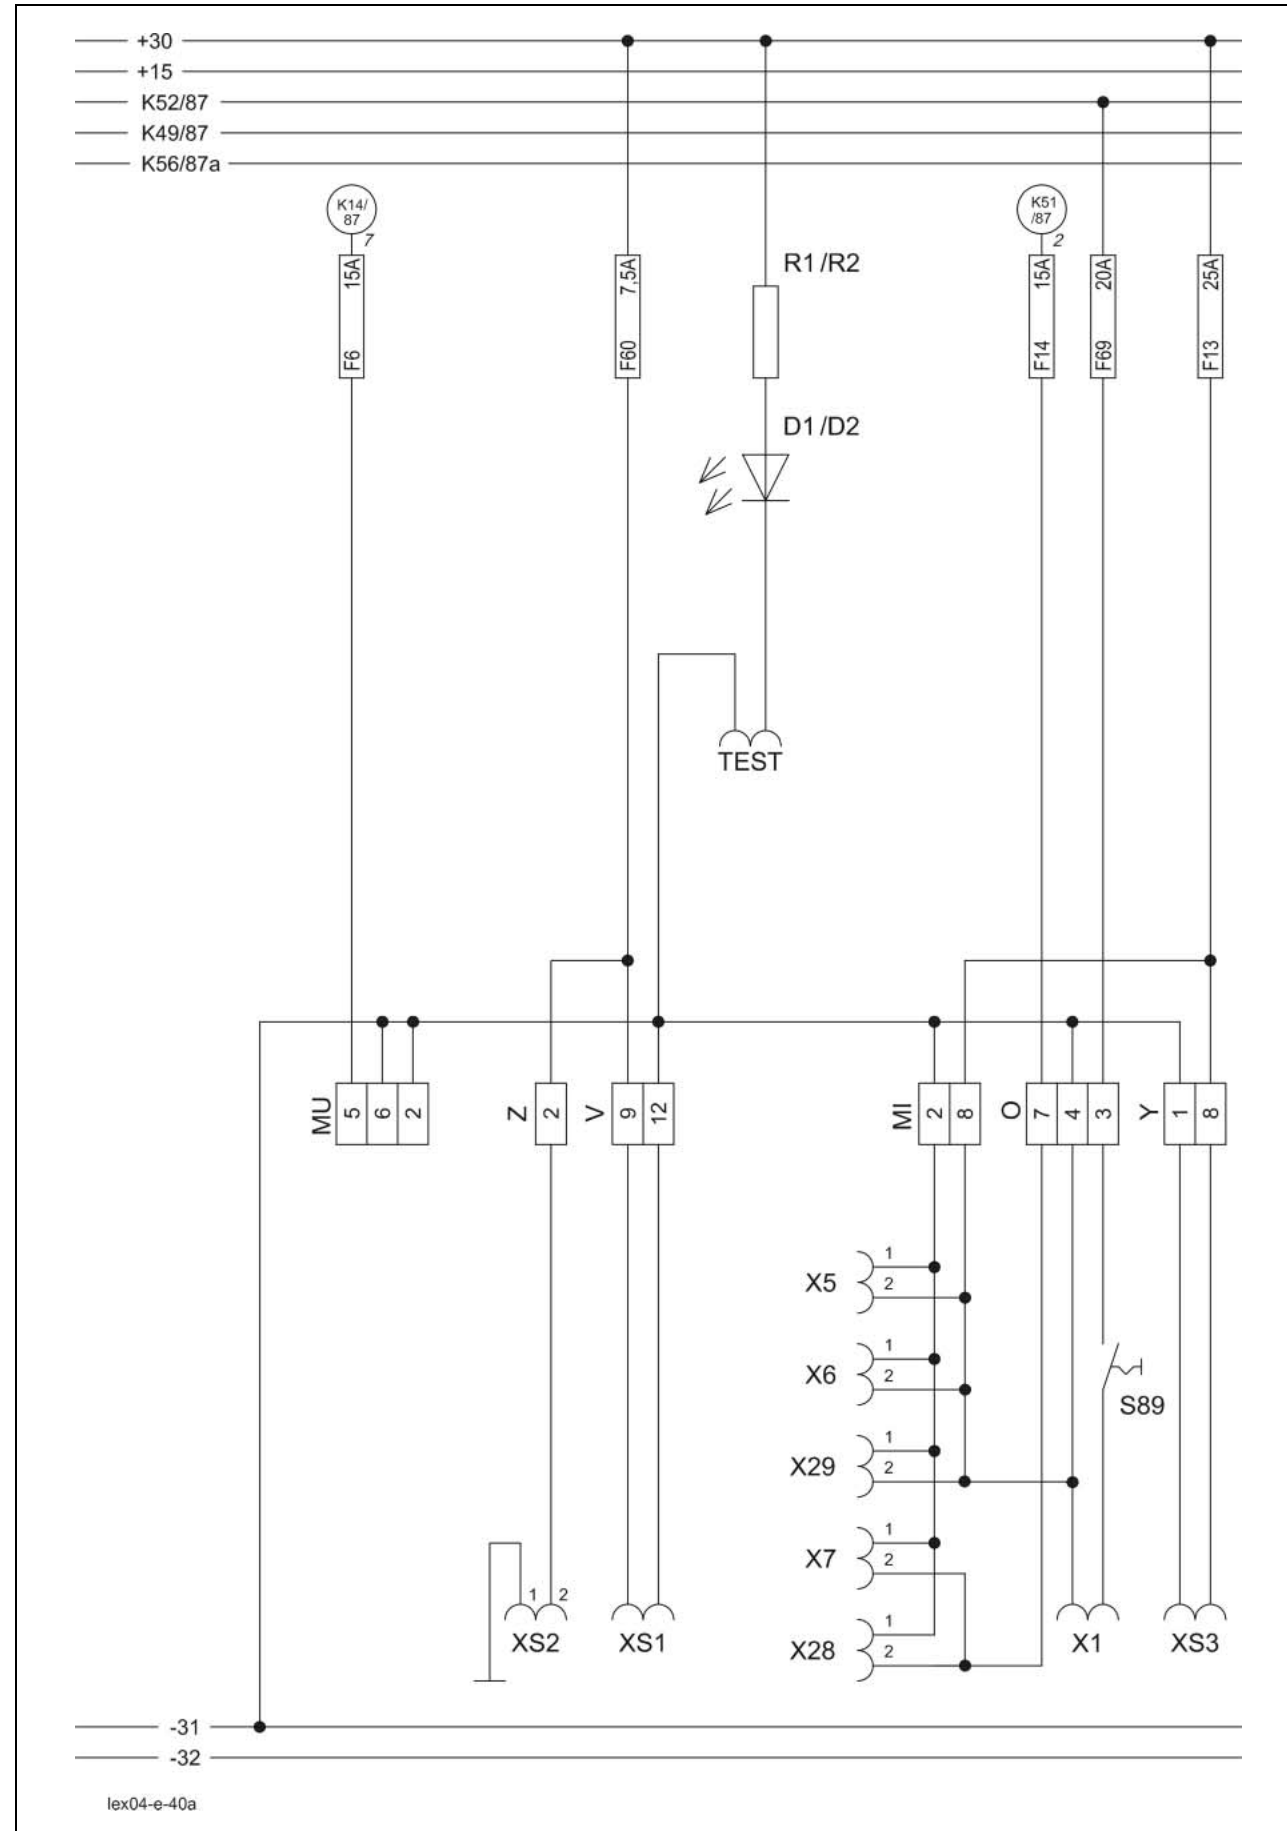 +30
+15
K52/87
K49/87
K56/87a
K14/
87
7
K51
/87
2
15A
F6
7,5A
F60
R1/R2
15A
F14
20A
F69
25A
F13
D1/D2
TEST
MU
5
6
2
Z
2
V
9
12
MI
2
8
O
7
4
3
Y
1
8
X5
1
2
X6
1
2
S89
X29
1
2
X7
1
2
1
2
XS2
XS1
X28
1
2
X1
XS3
-31
-32
lex04-e-40a